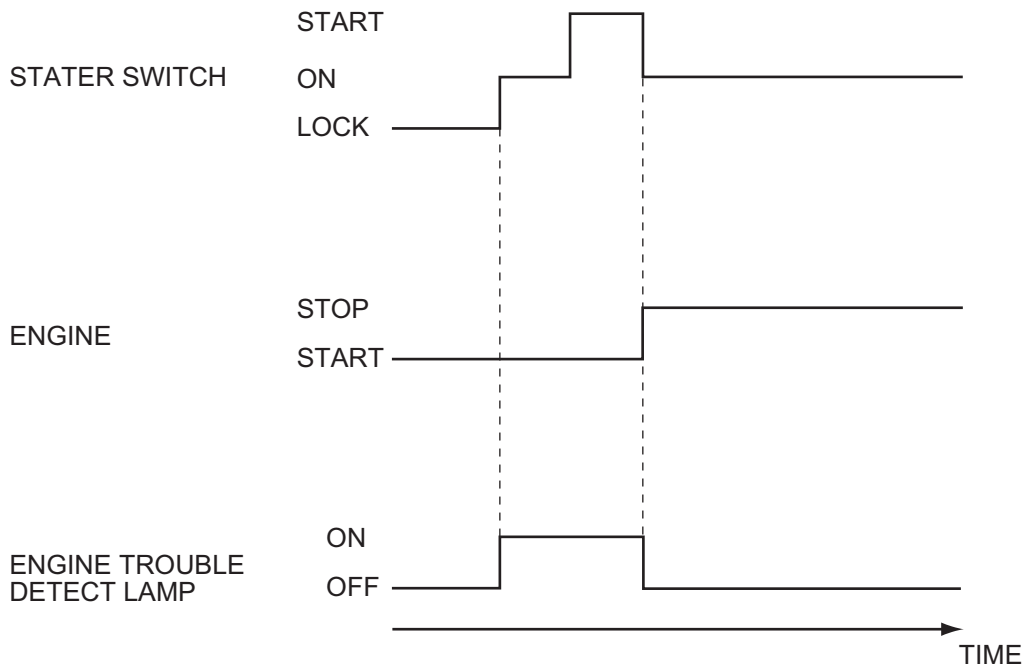 START
STATER SWITCH
ON
LOCK
STOP
ENGINE
START
ON
ENGINE TROUBLE
DETECT LAMP
OFF
TIME